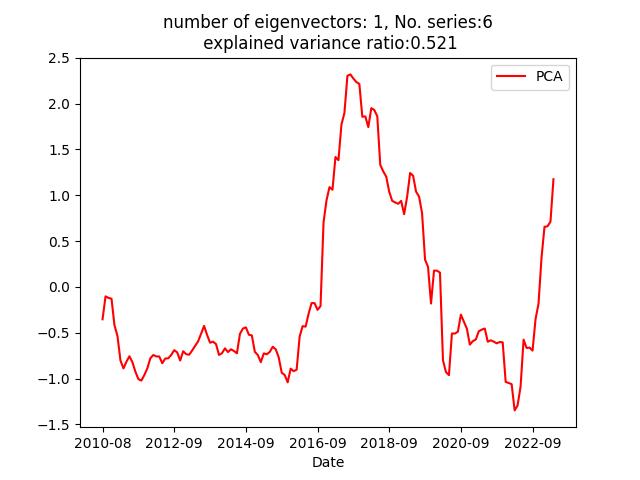 number of eigenvectors: 1, No. series:6
explained variance ratio:0.521
PCA
2.5
2.0
1.5
1.0
0.5
0.0
−0.5
−1.0
−1.5
2010-08 2012-09 2014-09 2016-09 2018-09 2020-09 2022-09
Date